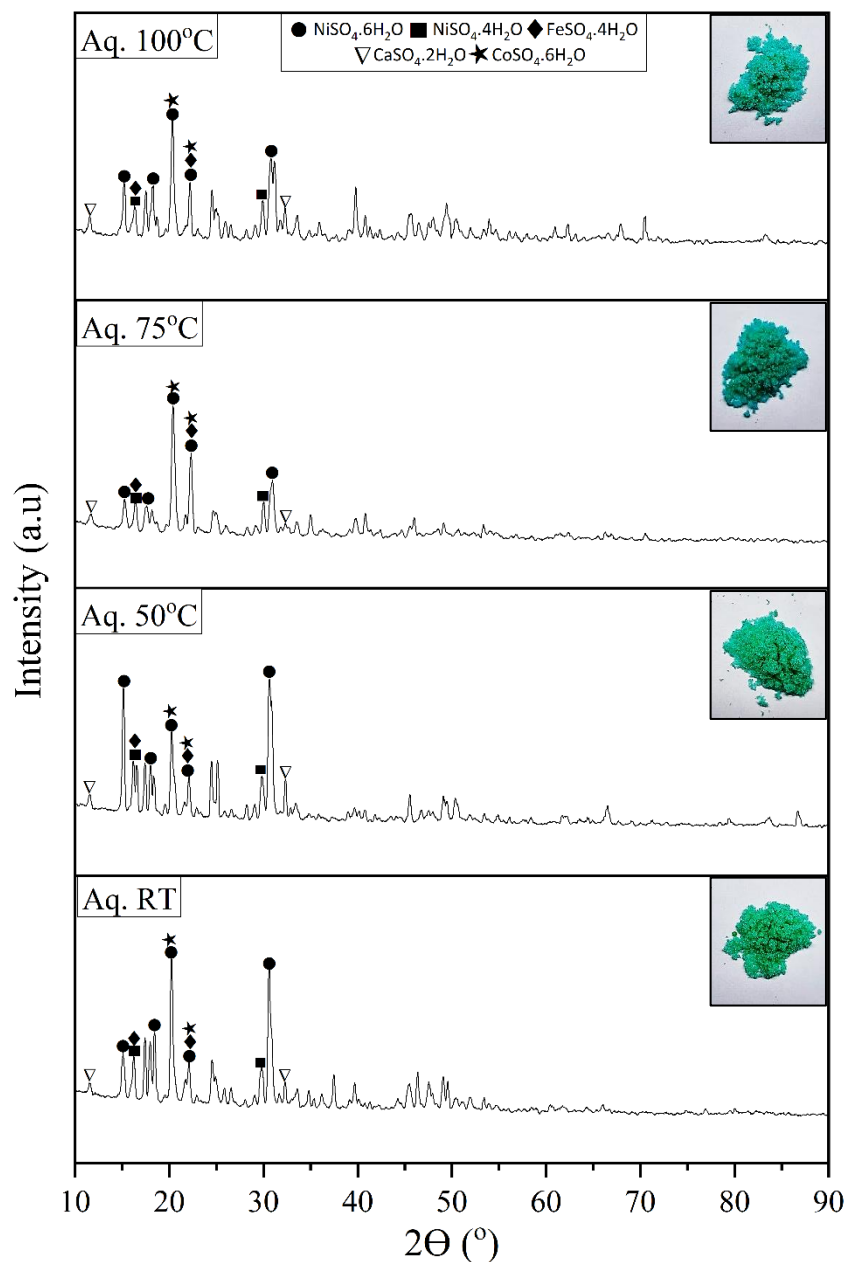 Aq. 100°C
● NiSO₄.6H₂O ■ NiSO₄.4H₂O ◆ FeSO₄.4H₂O
▽ CaSO₄.2H₂O ★ CoSO₄.6H₂O
Aq. 75°C
Aq. 50°C
Aq. RT
Intensity (a.u)
10 20 30 40 50 60 70 80 90
2Θ (°)